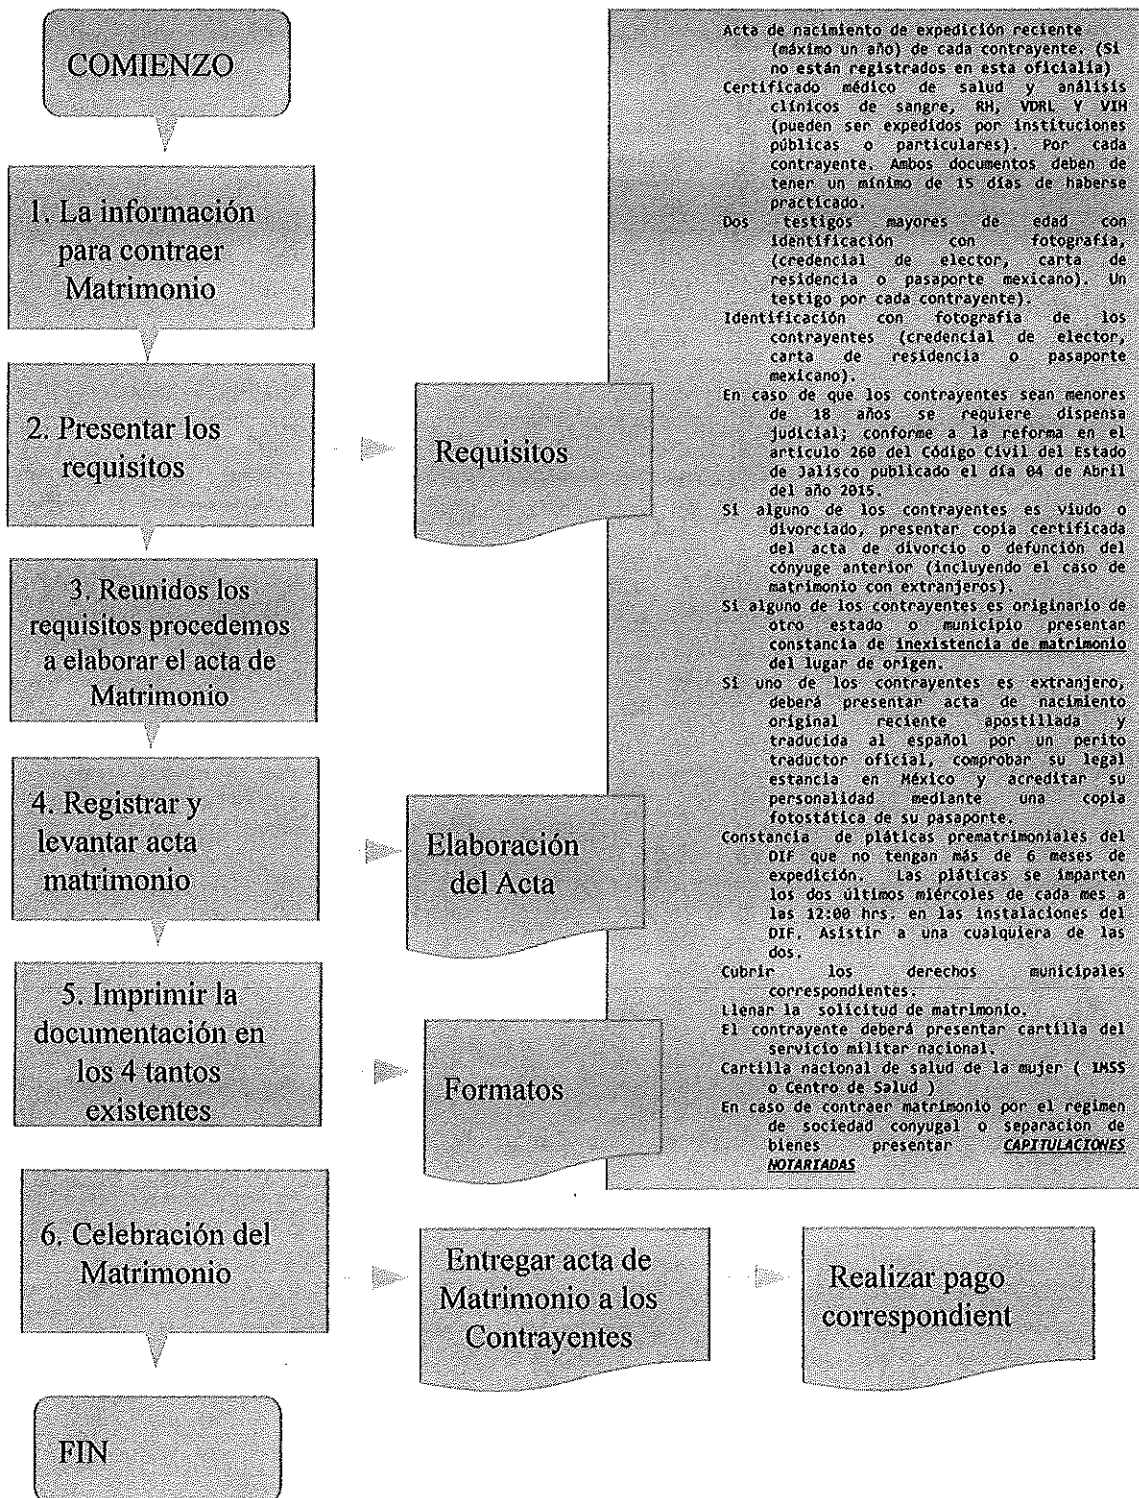 COMIENZO
1. La información
para contraer
Matrimonio
2. Presentar los
requisitos
Requisitos
3. Reunidos los
requisitos procedemos
a elaborar el acta de
Matrimonio
4. Registrar y
levantar acta
matrimonio
Elaboración
del Acta
5. Imprimir la
documentación en
los 4 tantos
existentes
Formatos
6. Celebración del
Matrimonio
Entregar acta de
Matrimonio a los
Contrayentes
Realizar pago
correspondient
FIN
Acta de nacimiento de expedición reciente
(máximo un año) de cada contrayente. (Si
no están registrados en esta oficialia)
Certificado médico de salud y análisis
clínicos de sangre, RH, VDRL Y VIH
(pueden ser expedidos por instituciones
públicas o particulares). Por cada
contrayente. Ambos documentos deben de
tener un mínimo de 15 días de haberse
practicado.
Dos testigos mayores de edad con
identificación con fotografía,
(credencial de elector, carta de
residencia o pasaporte mexicano). Un
testigo por cada contrayente).
Identificación con fotografía de los
contrayentes (credencial de elector,
carta de residencia o pasaporte
mexicano).
En caso de que los contrayentes sean menores
de 18 años se requiere dispensa
judicial; conforme a la reforma en el
artículo 260 del Código Civil del Estado
de Jalisco publicado el día 04 de Abril
del año 2015.
Si alguno de los contrayentes es viudo o
divorciado, presentar copia certificada
del acta de divorcio o defunción del
cónyuge anterior (incluyendo el caso de
matrimonio con extranjeros).
Si alguno de los contrayentes es originario de
otro estado o municipio presentar
constancia de inexistencia de matrimonio
del lugar de origen.
Si uno de los contrayentes es extranjero,
deberá presentar acta de nacimiento
original reciente apostillada y
traducida al español por un perito
traductor oficial, comprobar su legal
estancia en México y acreditar su
personalidad mediante una copia
fotostática de su pasaporte.
Constancia de pláticas prematrimoniales del
DIF que no tengan más de 6 meses de
expedición. Las pláticas se imparten
los dos últimos miércoles de cada mes a
las 12:00 hrs. en las instalaciones del
DIF. Asistir a una cualquiera de las
dos.
Cubrir los derechos municipales
correspondientes.
Llenar la solicitud de matrimonio.
El contrayente deberá presentar cartilla del
servicio militar nacional.
Cartilla nacional de salud de la mujer ( IMSS
o Centro de Salud )
En caso de contraer matrimonio por el regimen
de sociedad conyugal o separacion de
bienes presentar CAPITULACIONES
NOTARIADAS